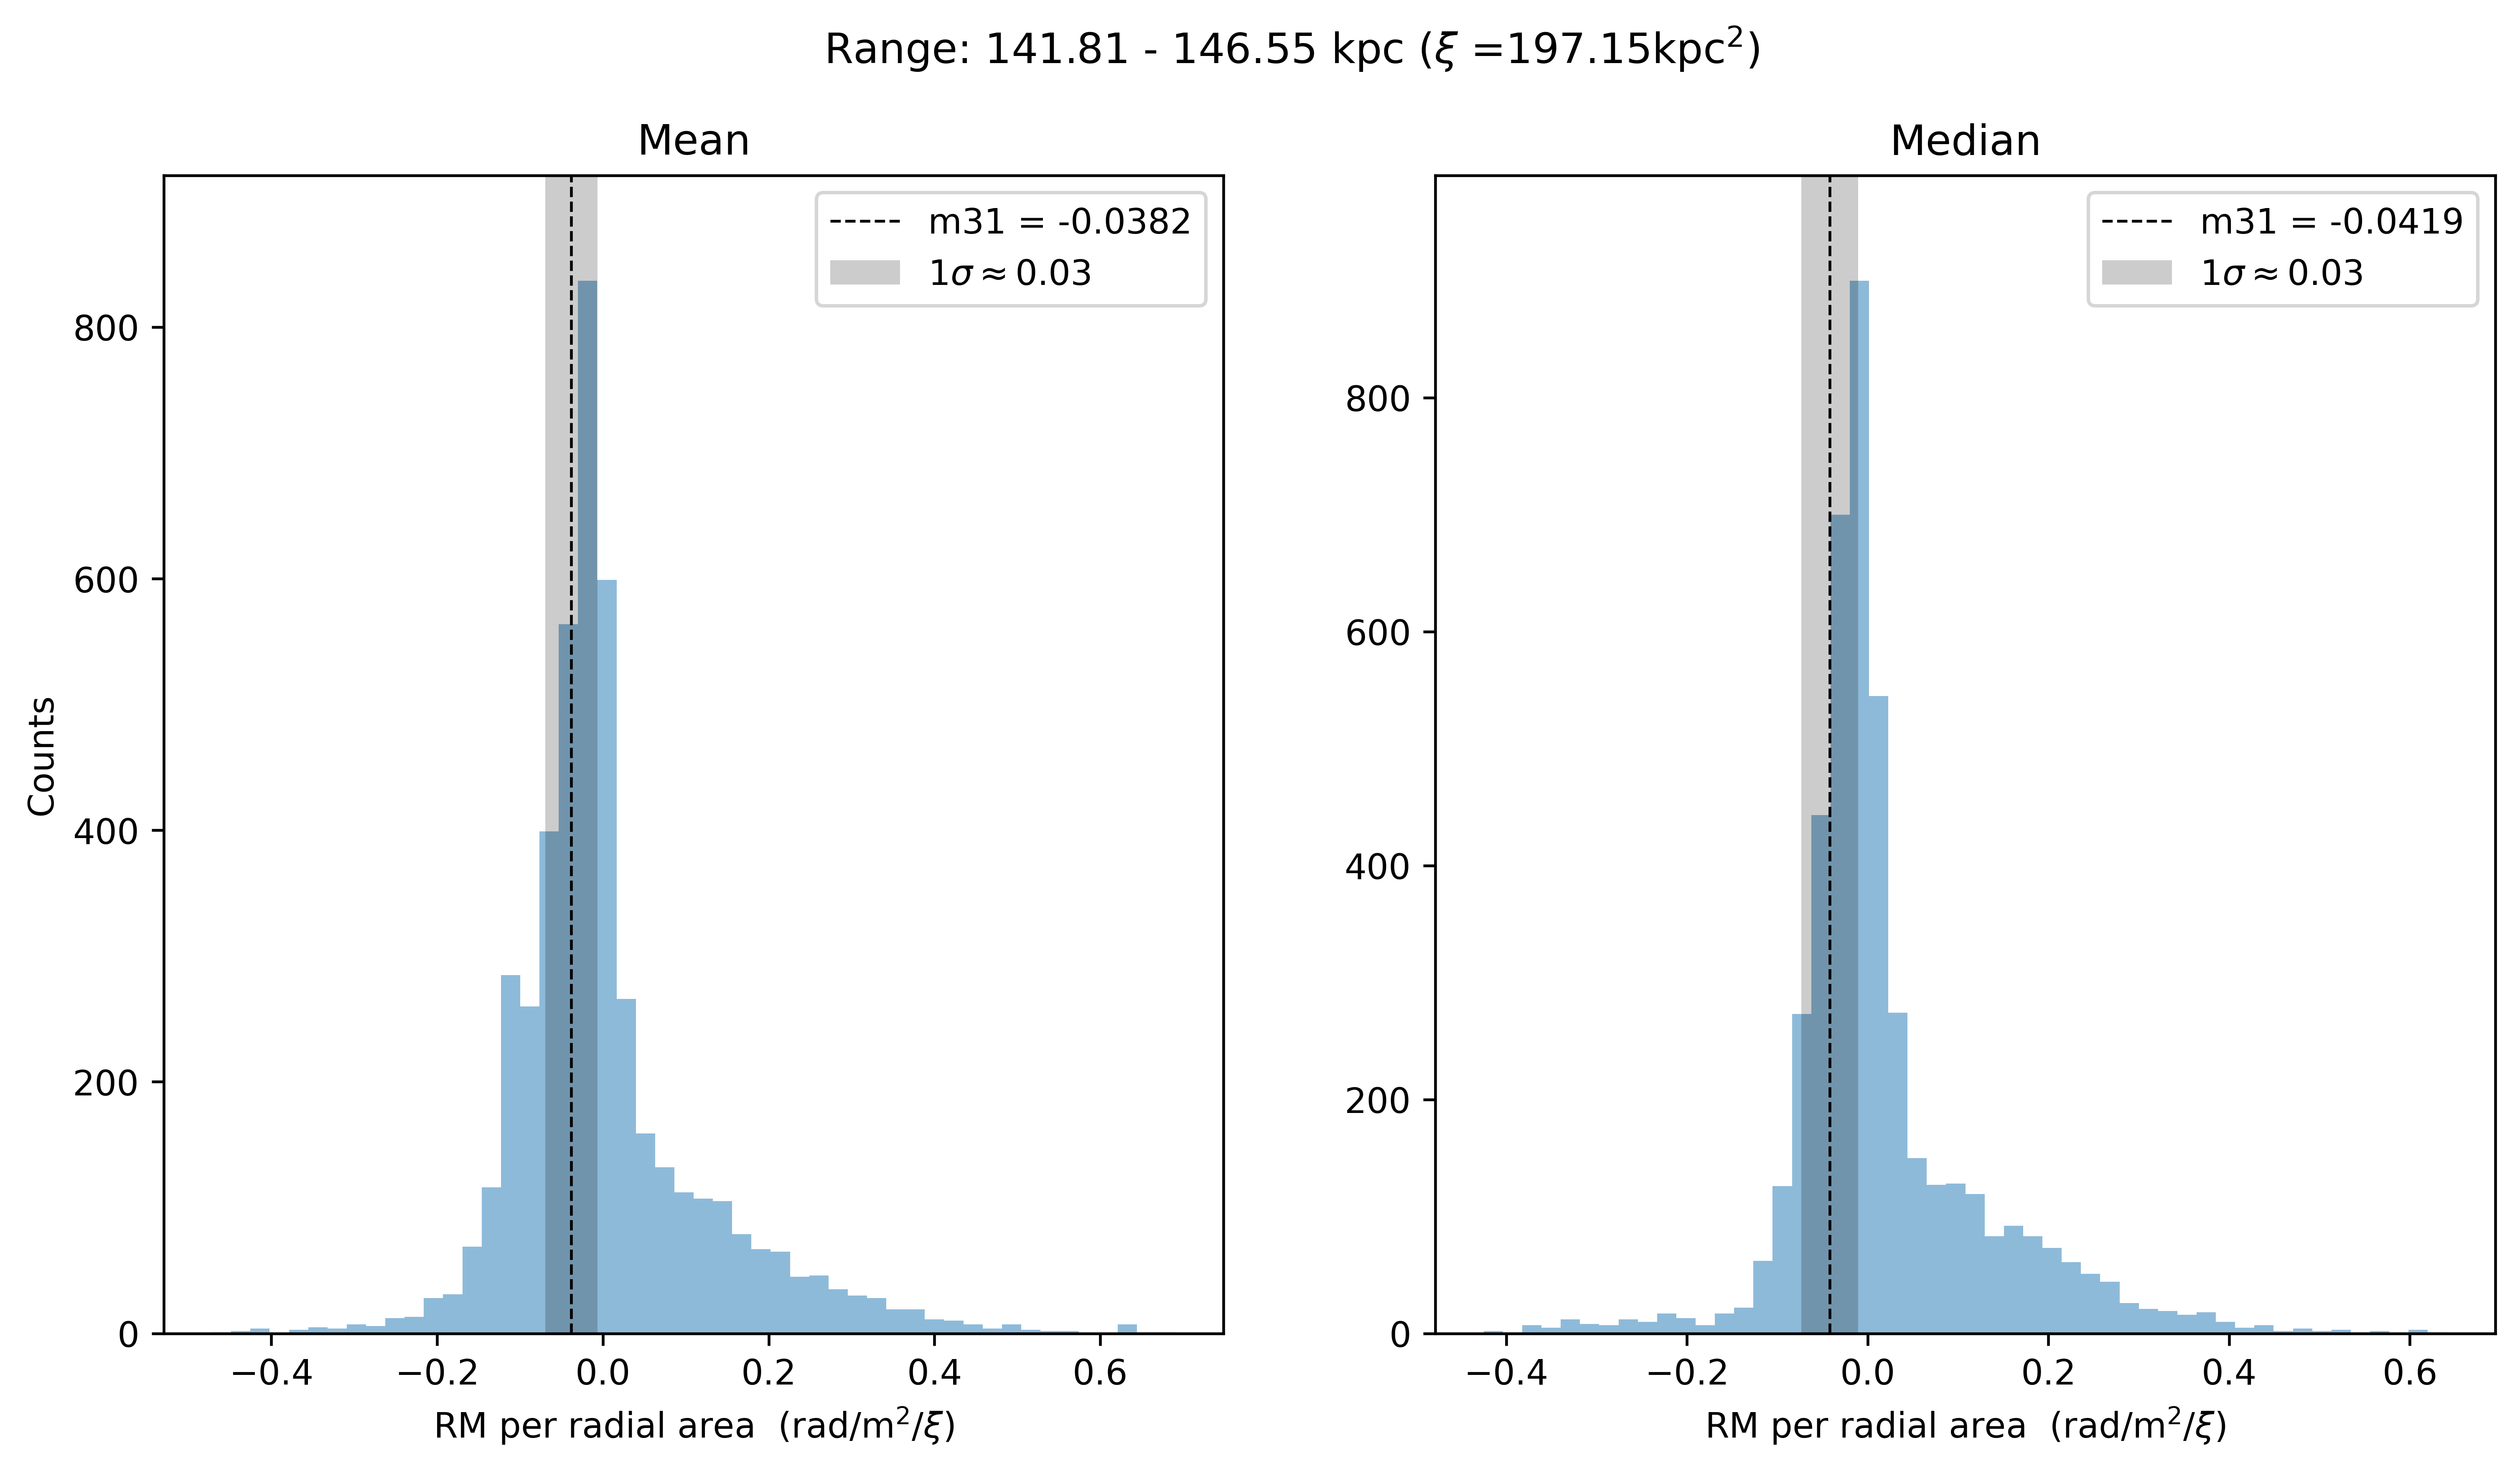 Range: 141.81 - 146.55 kpc (ξ =197.15kpc²)
Mean
m31 = -0.0382
1σ ≈ 0.03
800
600
400
200
0
Counts
−0.4 −0.2 0.0 0.2 0.4 0.6
RM per radial area (rad/m²/ξ)
Median
m31 = -0.0419
1σ ≈ 0.03
800
600
400
200
0
−0.4 −0.2 0.0 0.2 0.4 0.6
RM per radial area (rad/m²/ξ)